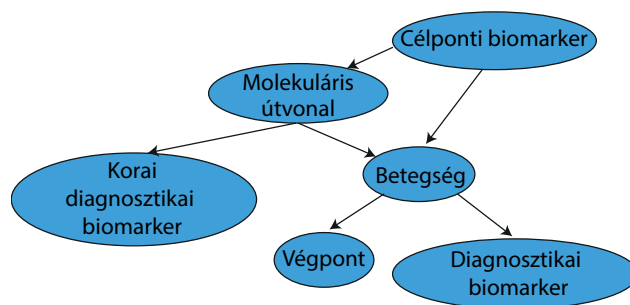 Célponti biomarker
Molekuláris
útvonal
Korai
diagnosztikai
biomarker
Betegség
Végpont
Diagnosztikai
biomarker